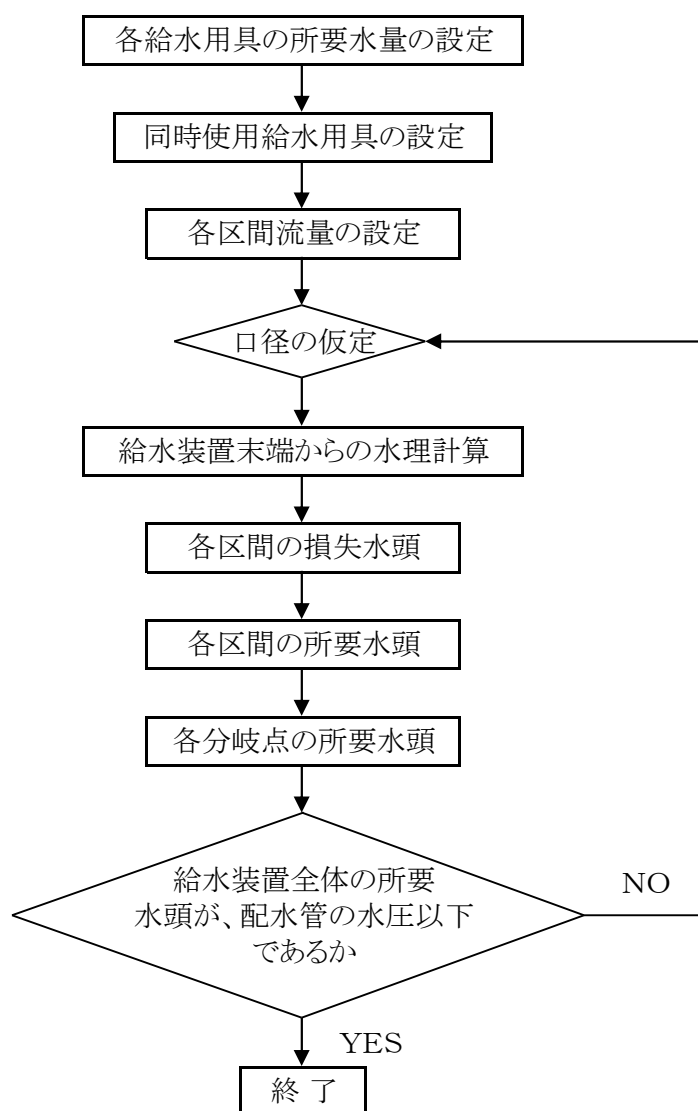 各給水用具の所要水量の設定
同時使用給水用具の設定
各区間流量の設定
口径の仮定
給水装置末端からの水理計算
各区間の損失水頭
各区間の所要水頭
各分岐点の所要水頭
給水装置全体の所要
水頭が、配水管の水圧以下
であるか
NO
YES
終 了